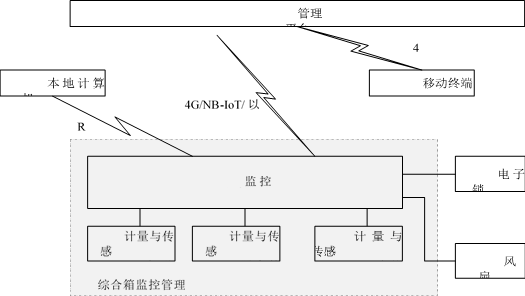 管理
4
本地计算
移动终端
4G/NB-IoT/ 以
R
监控
电子
锁
计量与传
感
计量与传
感
计量与
传感
风
扇
综合箱监控管理